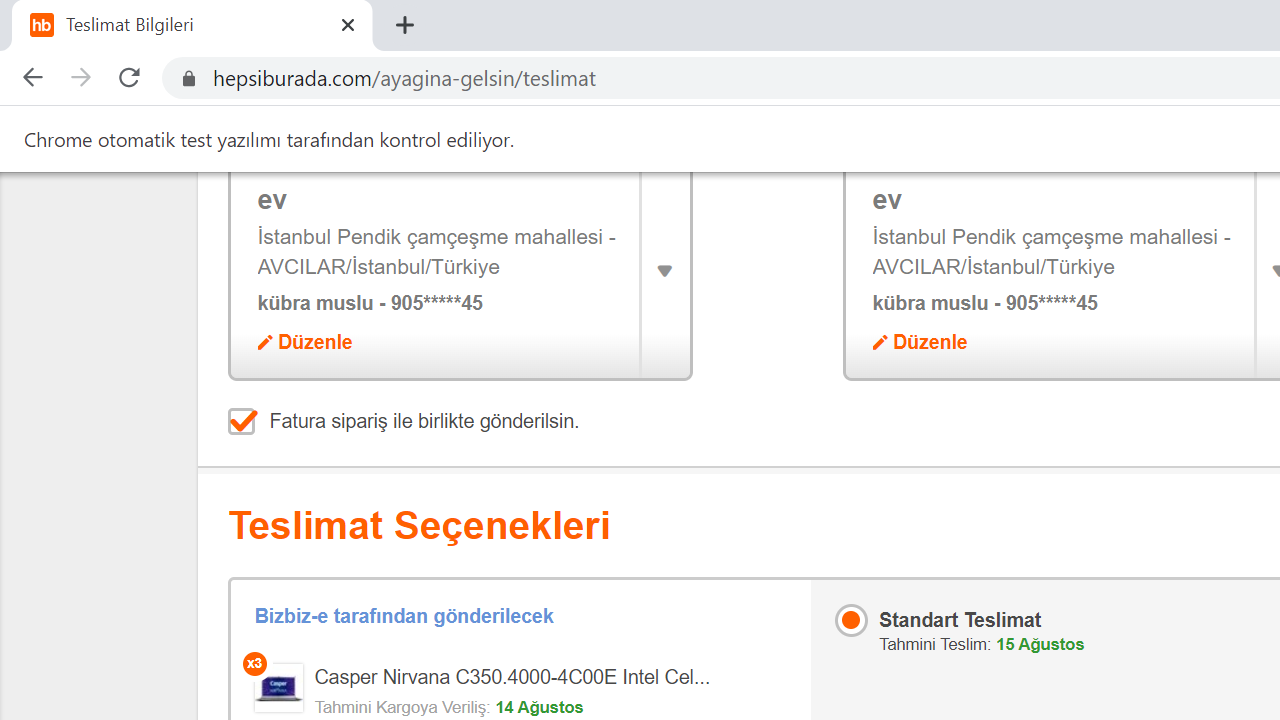 hb Teslimat Bilgileri
hepsiburada.com/ayagina-gelsin/teslimat
Chrome otomatik test yazılımı tarafından kontrol ediliyor.
ev
İstanbul Pendik çamçeşme mahallesi -
AVCILAR/İstanbul/Türkiye
kübra muslu - 905*****45
Düzenle
ev
İstanbul Pendik çamçeşme mahallesi -
AVCILAR/İstanbul/Türkiye
kübra muslu - 905*****45
Düzenle
Fatura sipariş ile birlikte gönderilsin.
Teslimat Seçenekleri
Bizbiz-e tarafından gönderilecek
x3
Casper
Casper Nirvana C350.4000-4C00E Intel Cel...
Tahmini Kargoya Veriliş: 14 Ağustos
Standart Teslimat
Tahmini Teslim: 15 Ağustos